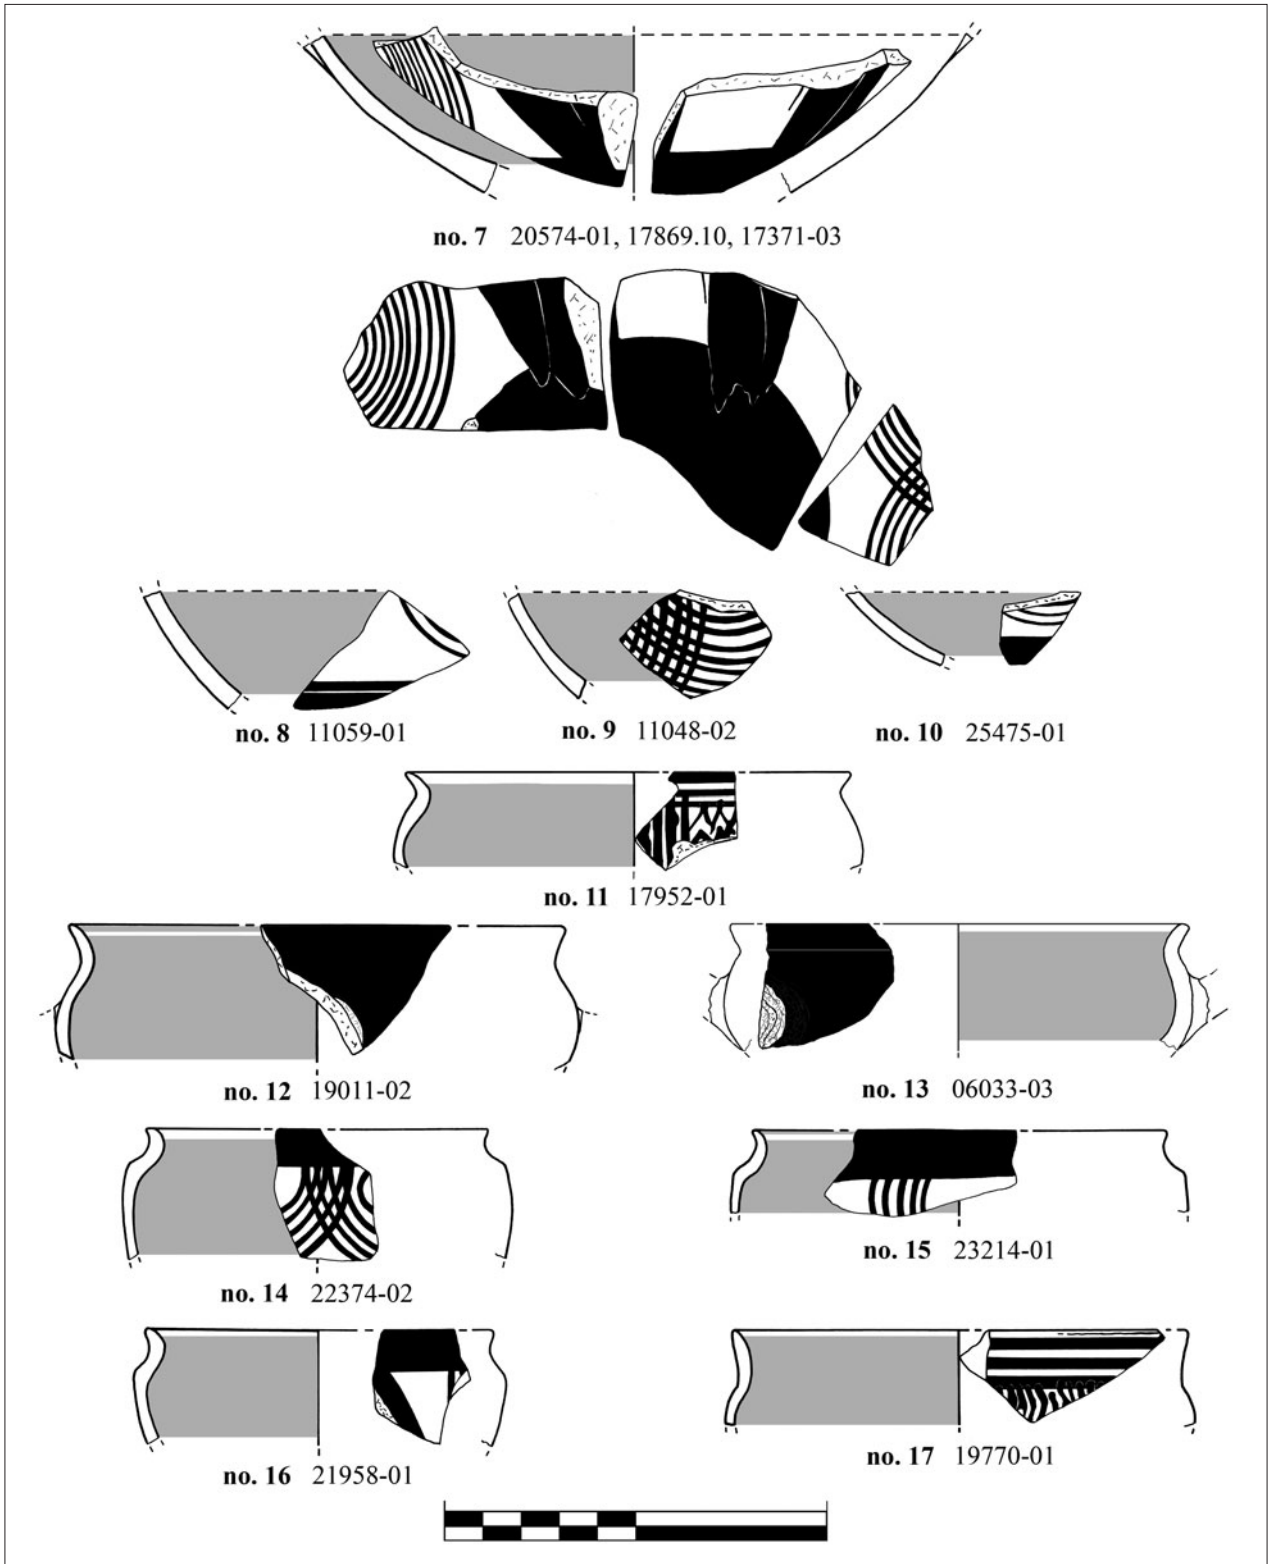 no. 7 20574-01, 17869.10, 17371-03
no. 8 11059-01
no. 9 11048-02
no. 10 25475-01
no. 11 17952-01
no. 12 19011-02
no. 13 06033-03
no. 14 22374-02
no. 15 23214-01
no. 16 21958-01
no. 17 19770-01